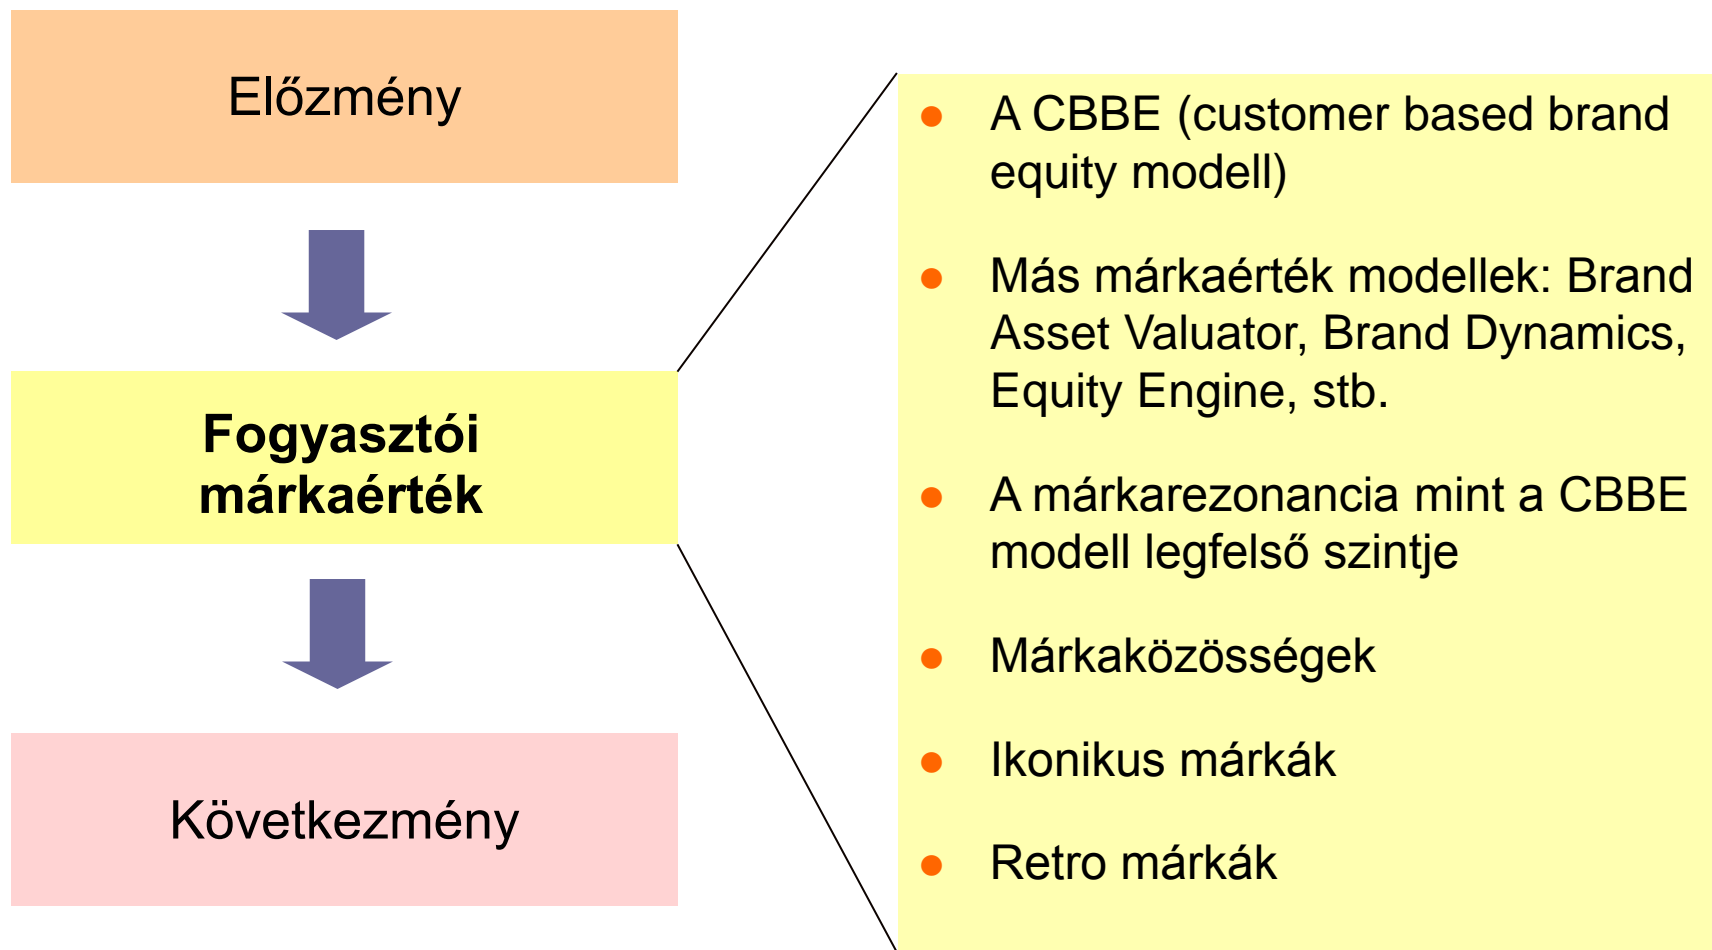 Előzmény
Fogyasztói
márkaérték
Következmény
A CBBE (customer based brand
equity modell)
Más márkaérték modellek: Brand
Asset Valuator, Brand Dynamics,
Equity Engine, stb.
A márkarezonancia mint a CBBE
modell legfelső szintje
Márkaközösségek
Ikonikus márkák
Retro márkák